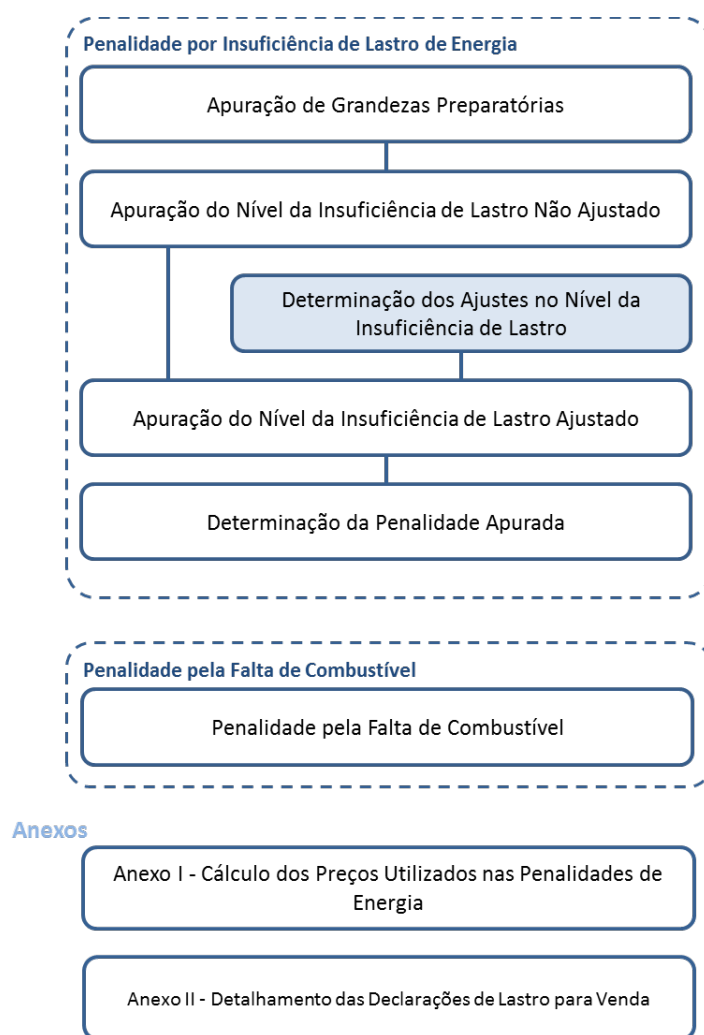 Penalidade por Insuficiência de Lastro de Energia
Apuração de Grandezas Preparatórias
Apuração do Nível da Insuficiência de Lastro Não Ajustado
Determinação dos Ajustes no Nível da
Insuficiência de Lastro
Apuração do Nível da Insuficiência de Lastro Ajustado
Determinação da Penalidade Apurada
Penalidade pela Falta de Combustível
Penalidade pela Falta de Combustível
Anexos
Anexo I - Cálculo dos Preços Utilizados nas Penalidades de
Energia
Anexo II - Detalhamento das Declarações de Lastro para Venda